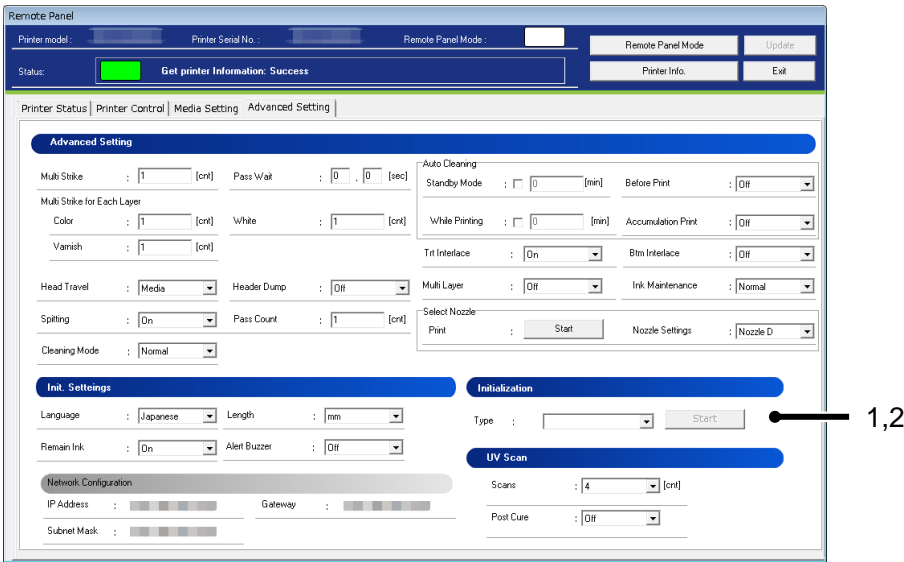 Remote Panel
Printer model : Printer Serial No. : Remote Panel Mode : Remote Panel Mode Update
Status: Get printer Information: Success Printer Info. Exit
Printer Status Printer Control Media Setting Advanced Setting
Advanced Setting
Multi Strike : 1 [cnt] Pass Wait : 0 . 0 [sec]
Multi Strike for Each Layer
Color : 1 [cnt] White : 1 [cnt]
Varnish : 1 [cnt]
Head Travel : Media Header Dump : Off
Spitting : On Pass Count : 1 [cnt]
Cleaning Mode : Normal
Auto Cleaning
Standby Mode : 0 [min] Before Print : Off
While Printing : 0 [min] Accumulation Print : Off
Trt Interlace : On Btm Interlace : Off
Multi Layer : Off Ink Maintenance : Normal
Select Nozzle
Print : Start Nozzle Settings : Nozzle D
Init. Setteings
Language : Japanese Length : mm
Remain Ink : On Alert Buzzer : Off
Network Configuration
IP Address : Gateway :
Subnet Mask :
Initialization
Type : Start
1,2
UV Scan
Scans : 4 [cnt]
Post Cure : Off